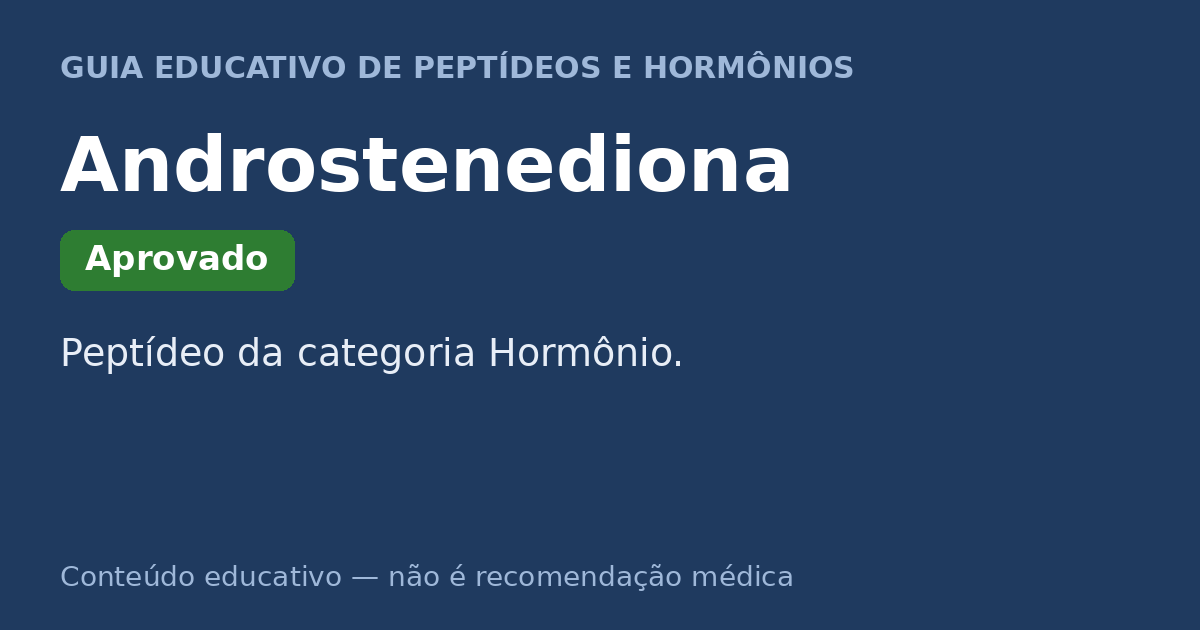 GUIA EDUCATIVO DE PEPTÍDEOS E HORMÔNIOS
Androstenediona
Aprovado
Peptídeo da categoria Hormônio.
Conteúdo educativo — não é recomendação médica